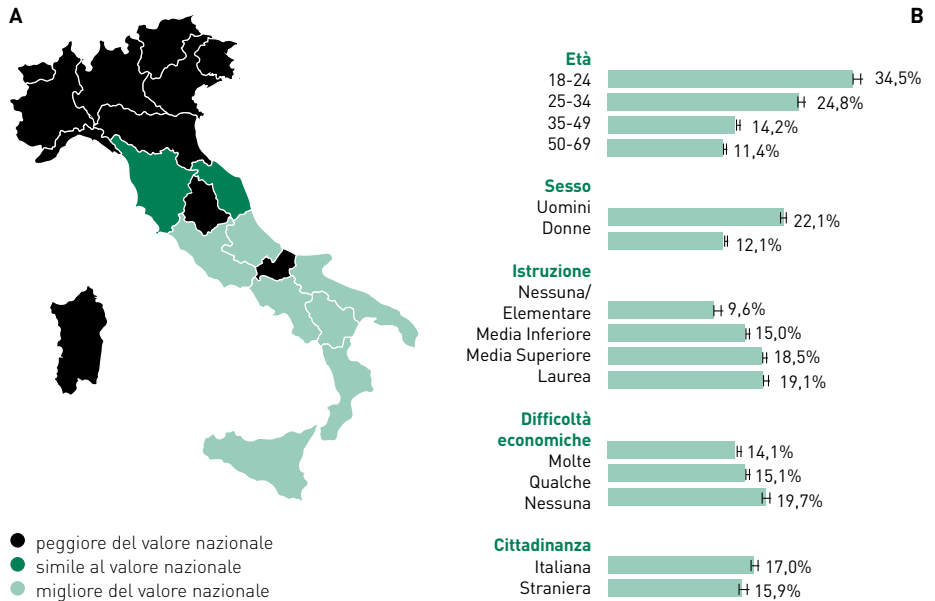 A
peggiore del valore nazionale
simile al valore nazionale
migliore del valore nazionale
B
Età
18-24 34,5%
25-34 24,8%
35-49 14,2%
50-69 11,4%
Sesso
Uomini 22,1%
Donne 12,1%
Istruzione
Nessuna/
Elementare 9,6%
Media Inferiore 15,0%
Media Superiore 18,5%
Laurea 19,1%
Difficoltà
economiche
Molte 14,1%
Qualche 15,1%
Nessuna 19,7%
Cittadinanza
Italiana 17,0%
Straniera 15,9%